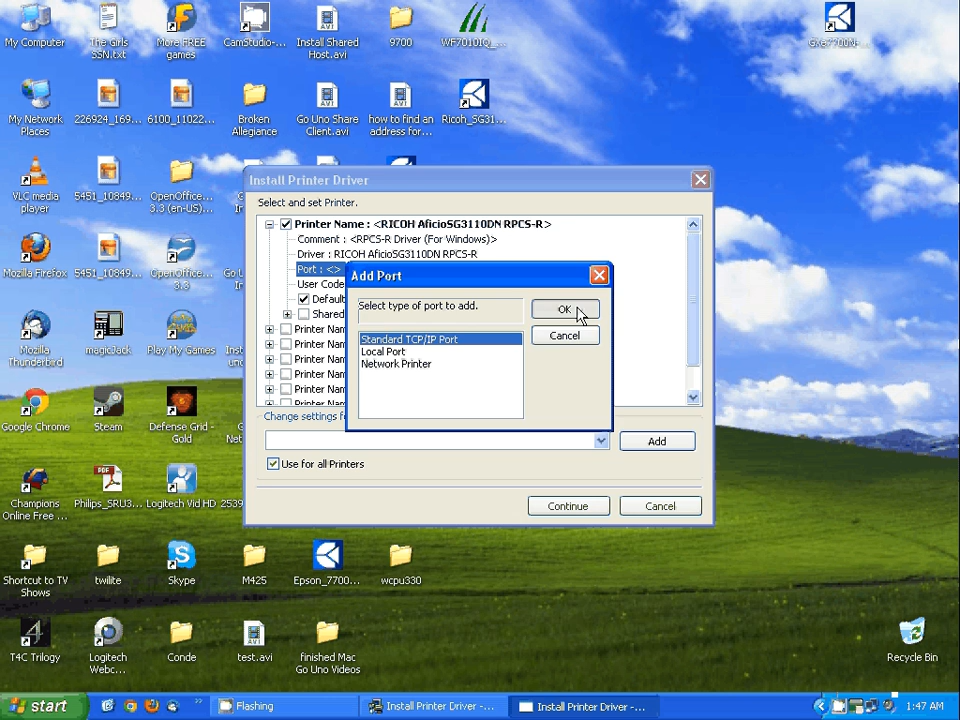 My Computer
The Girls
SSN.txt
More FREE
games
CamStudio-...
Install Shared
Host.avi
9700
WF7010IQ_...
My Network
Places
226924_169...
6100_11022...
Broken
Allegiance
Go Uno Share
Client.avi
how to find an
address for...
Ricoh_SG31...
VLC media
player
5451_10849...
OpenOffice...
3.3 (en-US)...
Mozilla Firefox
5451_10849...
OpenOffice...
3.3
Mozilla
Thunderbird
magicJack
Play My Games
Google Chrome
Steam
Defense Grid -
Gold
Champions
Online Free ...
Philips_SRU3...
Logitech Vid HD
Shortcut to TV
Shows
twilite
Skype
M425
Epson_7700...
wcpu330
T4C Trilogy
Logitech
Webc...
Conde
test.avi
finished Mac
Go Uno Videos
Recycle Bin
Install Printer Driver
Select and set Printer.
Printer Name : <RICOH AficioSG3110DN RPCS-R>
Comment : <RPCS-R Driver (For Windows)>
Driver : RICOH AficioSG3110DN RPCS-R
Port : <>
User Code
Default
Shared
Printer Nam
Printer Nam
Printer Nam
Printer Nam
Printer Nam
Printer Nam
Change settings f
Add
Use for all Printers
Continue
Cancel
Add Port
Select type of port to add.
OK
Cancel
Standard TCP/IP Port
Local Port
Network Printer
start
Flashing
Install Printer Driver -...
Install Printer Driver -...
1:47 AM